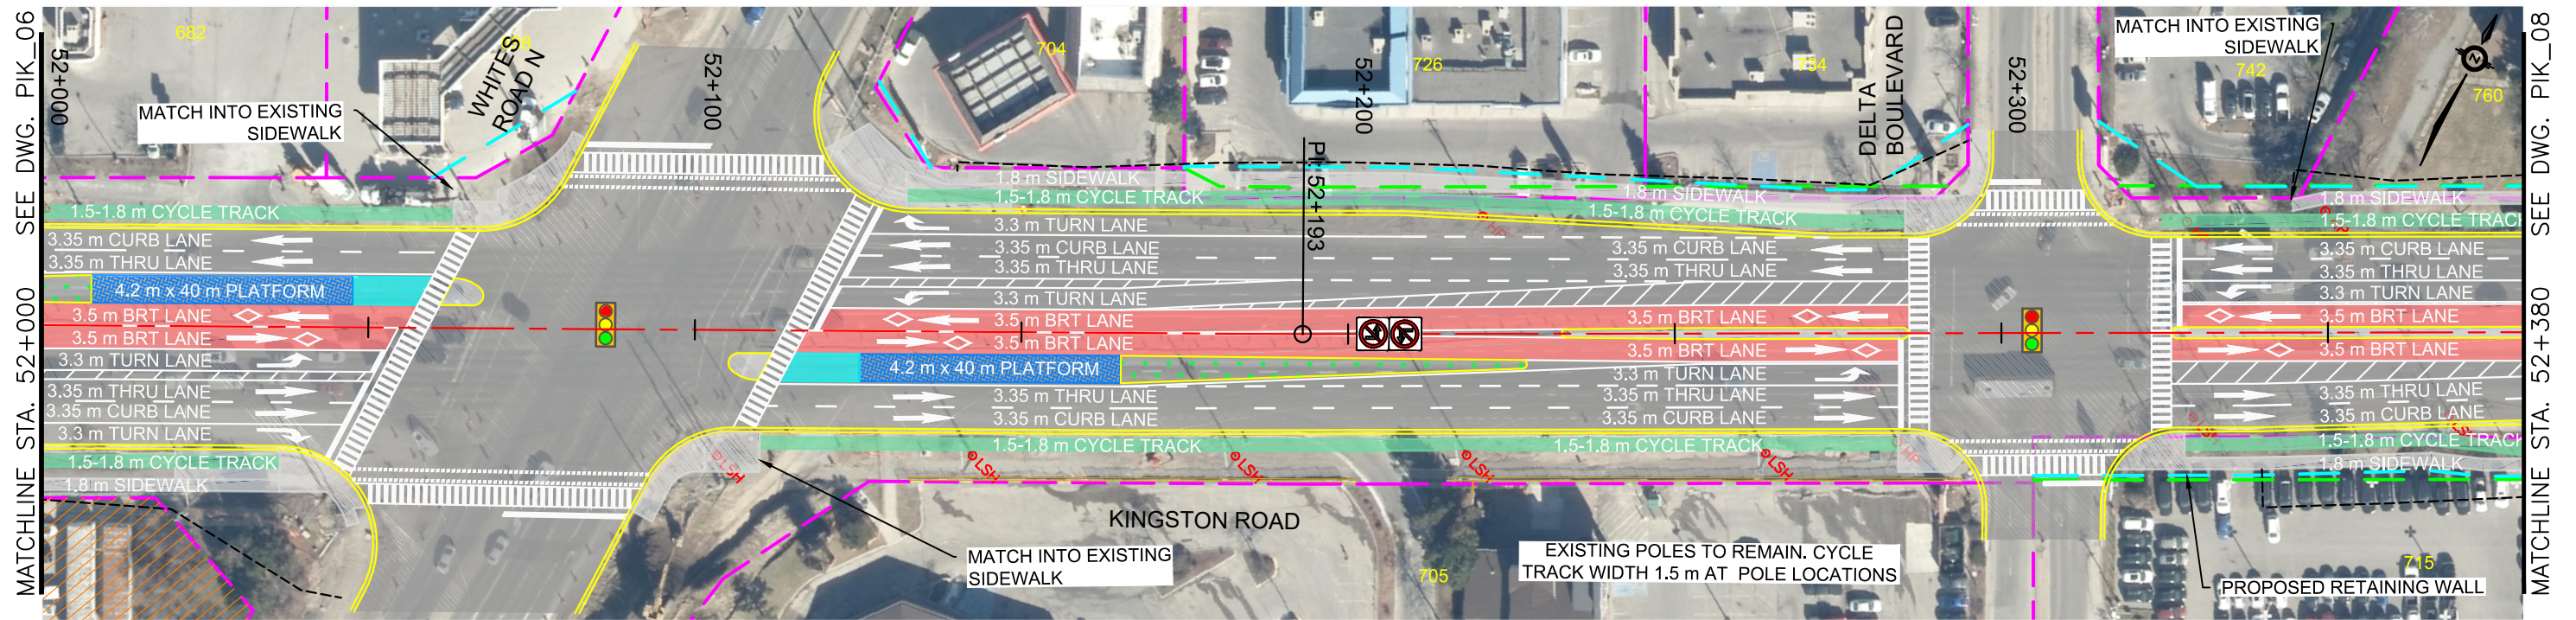 MATCHLINE STA. 52+000 SEE DWG. PIK_06
52+000
682
WHITES
ROAD N
MATCH INTO EXISTING
SIDEWALK
52+100
704
52+200
726
734
DELTA
BOULEVARD
52+300
MATCH INTO EXISTING
SIDEWALK
742
760
N
MATCHLINE STA. 52+380 SEE DWG. PIK_08
PI: 52+193
1.5-1.8 m CYCLE TRACK
3.35 m CURB LANE
3.35 m THRU LANE
4.2 m x 40 m PLATFORM
3.5 m BRT LANE
3.5 m BRT LANE
3.3 m TURN LANE
3.35 m THRU LANE
3.35 m CURB LANE
3.3 m TURN LANE
1.5-1.8 m CYCLE TRACK
1.8 m SIDEWALK
1.8 m SIDEWALK
1.5-1.8 m CYCLE TRACK
3.3 m TURN LANE
3.35 m CURB LANE
3.35 m THRU LANE
3.3 m TURN LANE
3.5 m BRT LANE
3.5 m BRT LANE
4.2 m x 40 m PLATFORM
3.35 m THRU LANE
3.35 m CURB LANE
1.5-1.8 m CYCLE TRACK
1.8 m SIDEWALK
1.5-1.8 m CYCLE TRACK
3.35 m CURB LANE
3.35 m THRU LANE
3.5 m BRT LANE
3.5 m BRT LANE
3.3 m TURN LANE
3.35 m THRU LANE
3.35 m CURB LANE
1.5-1.8 m CYCLE TRACK
1.8 m SIDEWALK
1.5-1.8 m CYCLE TRACK
3.35 m CURB LANE
3.35 m THRU LANE
3.3 m TURN LANE
3.5 m BRT LANE
3.5 m BRT LANE
3.35 m THRU LANE
3.35 m CURB LANE
1.5-1.8 m CYCLE TRACK
1.8 m SIDEWALK
LSH
LSH
LSH
LSH
LSH
HP
KINGSTON ROAD
MATCH INTO EXISTING
SIDEWALK
705
EXISTING POLES TO REMAIN. CYCLE
TRACK WIDTH 1.5 m AT POLE LOCATIONS
715
PROPOSED RETAINING WALL